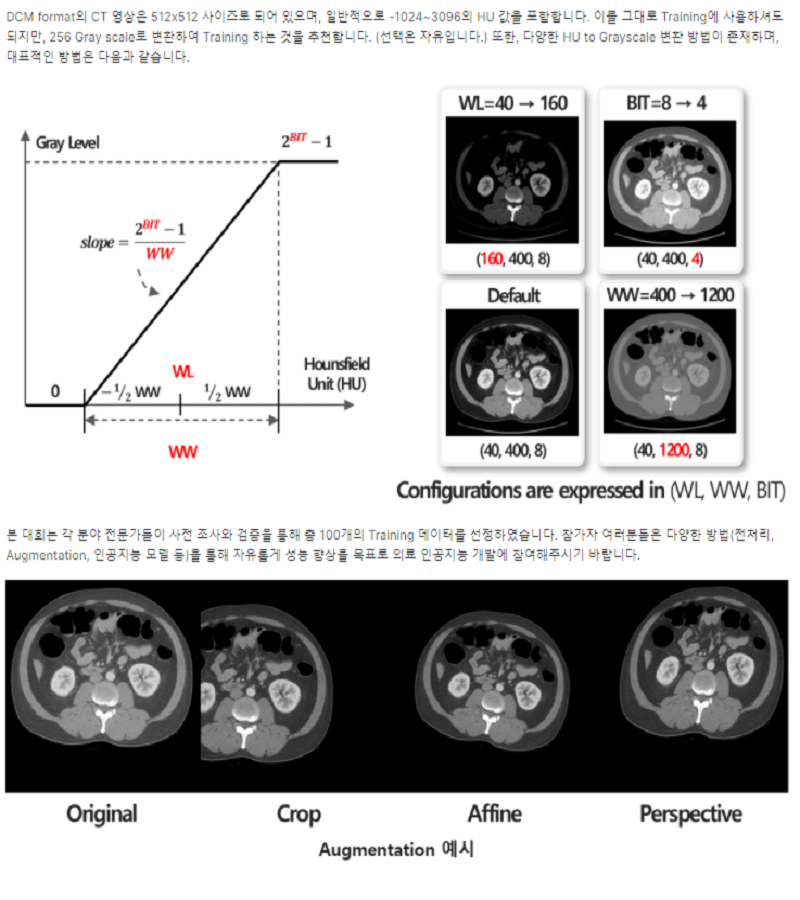 DCM format의 CT 영상은 512x512 사이즈로 되어 있으며, 일반적으로 -1024~3096의 HU 값을 포함합니다. 이를 그대로 Training에 사용하셔도
되지만, 256 Gray scale로 변환하여 Training 하는 것을 추천합니다. (선택은 자유입니다.) 또한, 다양한 HU to Grayscale 변환 방법이 존재하며,
대표적인 방법은 다음과 같습니다.
Gray Level
2^BIT − 1
slope = (2^BIT − 1) / WW
WL
0
−1/2 WW
1/2 WW
Hounsfield
Unit (HU)
WW
WL=40 → 160
(160, 400, 8)
BIT=8 → 4
(40, 400, 4)
Default
(40, 400, 8)
WW=400 → 1200
(40, 1200, 8)
Configurations are expressed in (WL, WW, BIT)
본 대회는 각 분야 전문가들이 사전 조사와 검증을 통해 총 100개의 Training 데이터를 선정하였습니다. 참가자 여러분들은 다양한 방법(전처리,
Augmentation, 인공지능 모델 등)를 통해 자유롭게 성능 향상을 목표로 의료 인공지능 개발에 참여해주시기 바랍니다.
Original
Crop
Affine
Perspective
Augmentation 예시